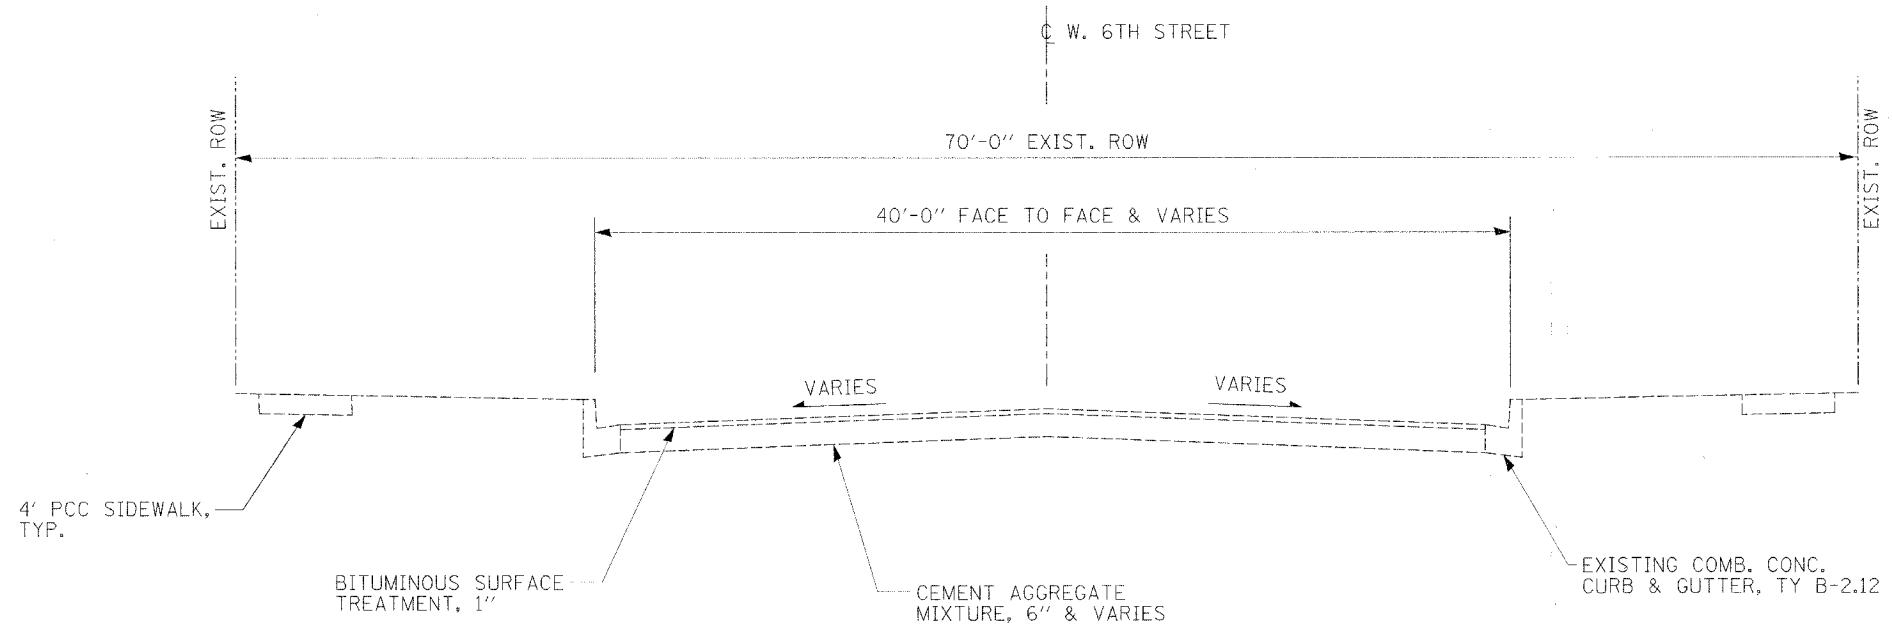 ℄ W. 6TH STREET
EXIST. ROW
70'-0" EXIST. ROW
EXIST. ROW
40'-0" FACE TO FACE & VARIES
VARIES
VARIES
4' PCC SIDEWALK,
TYP.
BITUMINOUS SURFACE
TREATMENT, 1"
CEMENT AGGREGATE
MIXTURE, 6" & VARIES
EXISTING COMB. CONC.
CURB & GUTTER, TY B-2.12